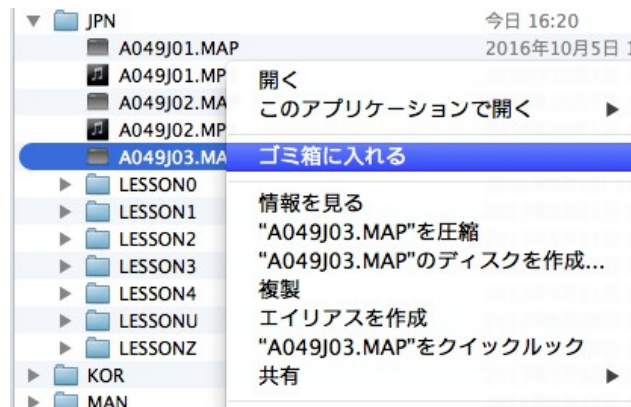 JPN 今日 16:20
A049J01.MAP 2016年10月5日
A049J01.MP
開く
A049J02.MA
このアプリケーションで開く
A049J02.MP
A049J03.MA
ゴミ箱に入れる
LESSON0
LESSON1
情報を見る
LESSON2
"A049J03.MAP"を圧縮
LESSON3
"A049J03.MAP"のディスクを作成...
LESSON4
複製
LESSONU
エイリアスを作成
LESSONZ
"A049J03.MAP"をクイックルック
KOR
共有
MAN